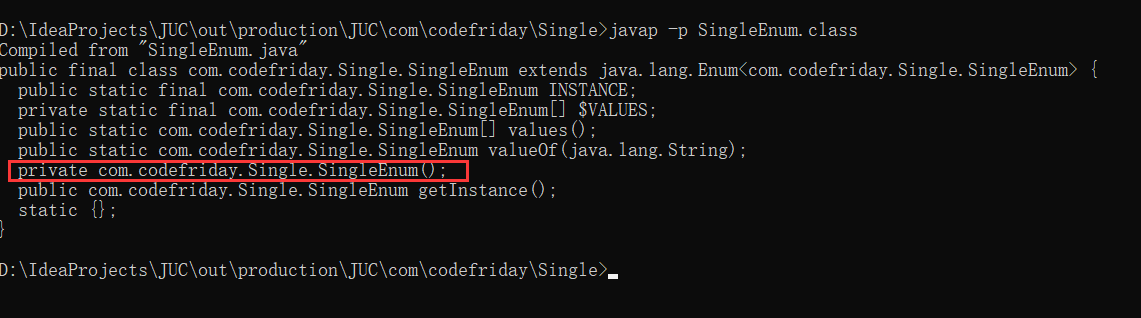 D:\IdeaProjects\JUC\out\production\JUC\com\codefriday\Single>javap -p SingleEnum.class
Compiled from "SingleEnum.java"
public final class com.codefriday.Single.SingleEnum extends java.lang.Enum<com.codefriday.Single.SingleEnum> {
  public static final com.codefriday.Single.SingleEnum INSTANCE;
  private static final com.codefriday.Single.SingleEnum[] $VALUES;
  public static com.codefriday.Single.SingleEnum[] values();
  public static com.codefriday.Single.SingleEnum valueOf(java.lang.String);
  private com.codefriday.Single.SingleEnum();
  public com.codefriday.Single.SingleEnum getInstance();
  static {};
}
D:\IdeaProjects\JUC\out\production\JUC\com\codefriday\Single>